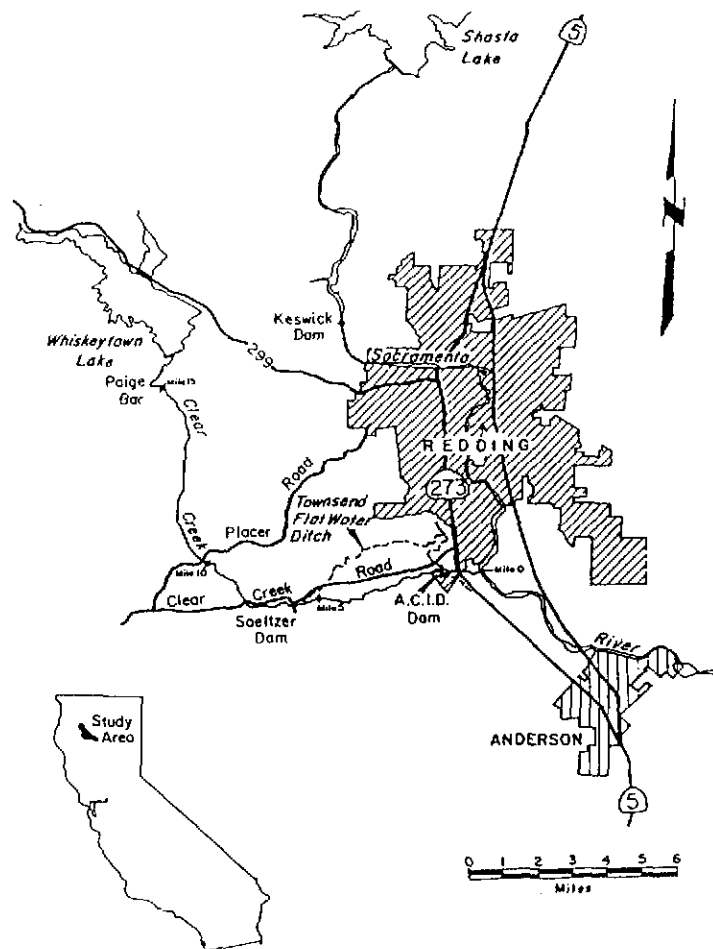 Shasta
Lake
5
N
Keswick
Dam
Sacramento
Whiskeytown
Lake
299
Paige
Bar
Mile 15
Clear
REDDING
Road
273
Townsend
Flat Water
Ditch
Placer
Creek
Mile 10
Road
Creek
Clear
Mile 5
Mile 0
Saeltzer
Dam
A.C.I.D.
Dam
River
Study
Area
ANDERSON
5
0 1 2 3 4 5 6
Miles